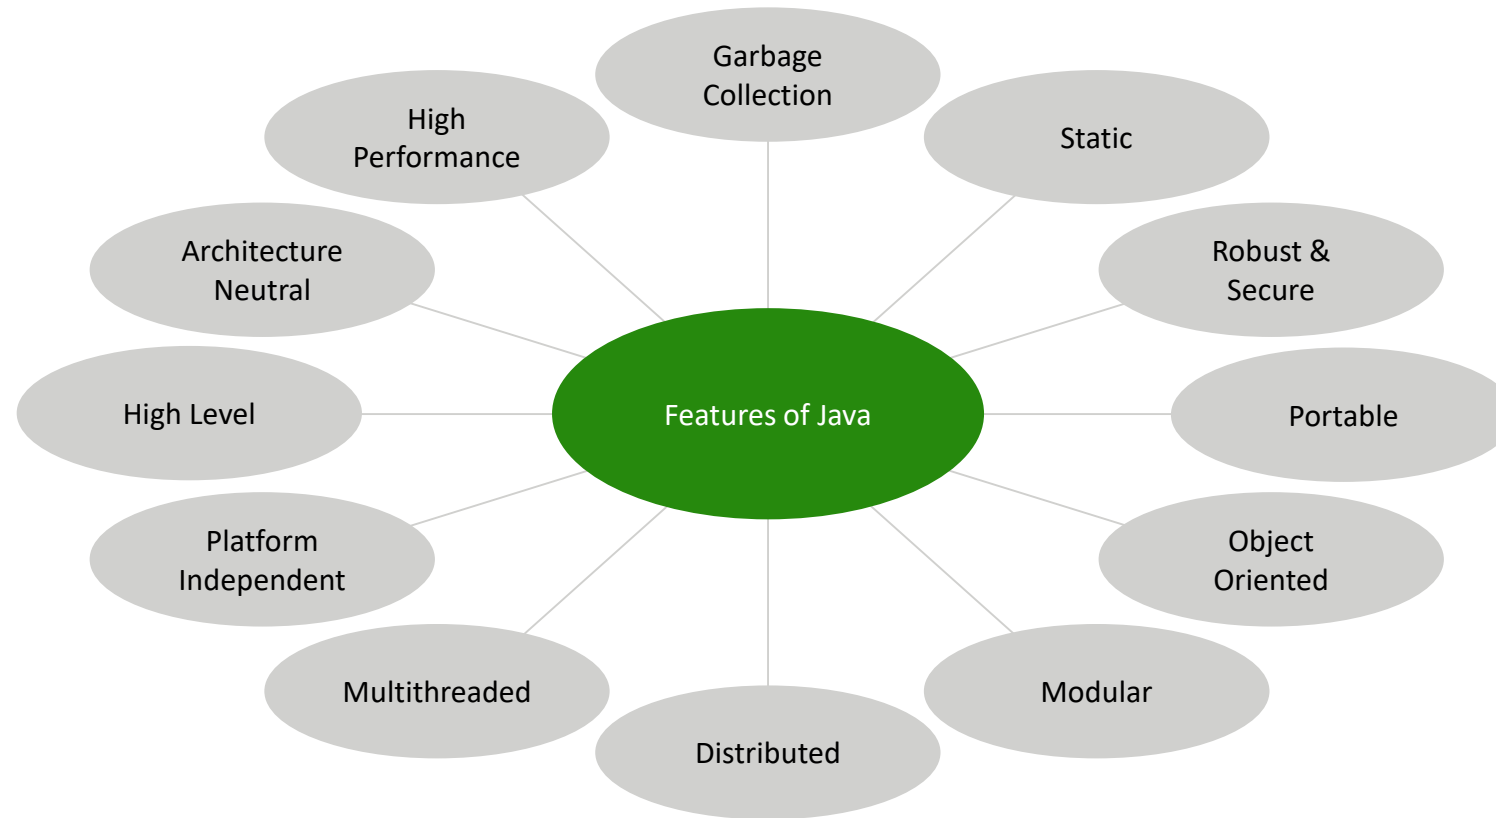 Garbage
Collection
High
Performance
Static
Architecture
Neutral
Robust &
Secure
High Level
Features of Java
Portable
Platform
Independent
Object
Oriented
Multithreaded
Modular
Distributed